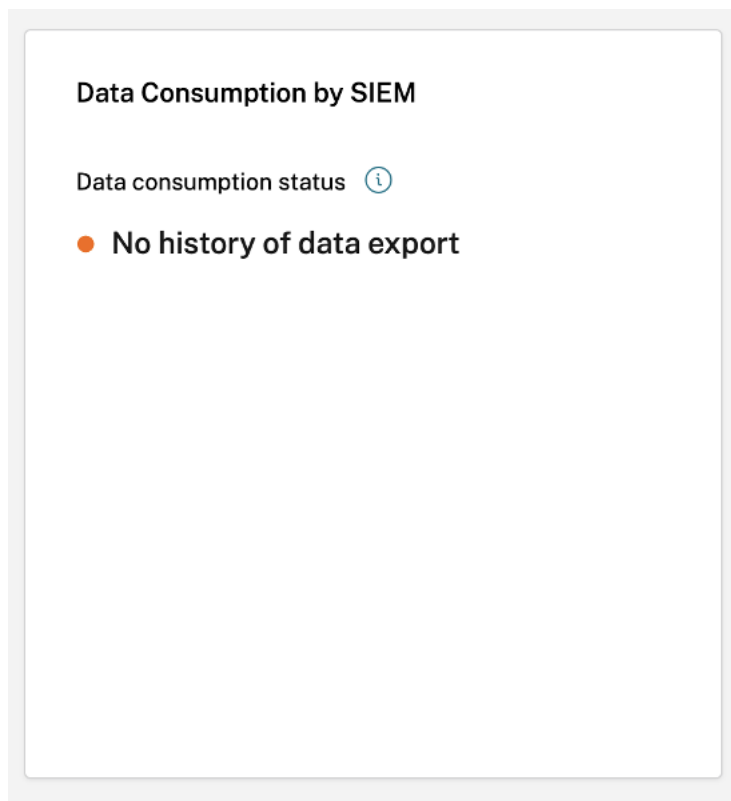 Data Consumption by SIEM
Data consumption status
No history of data export